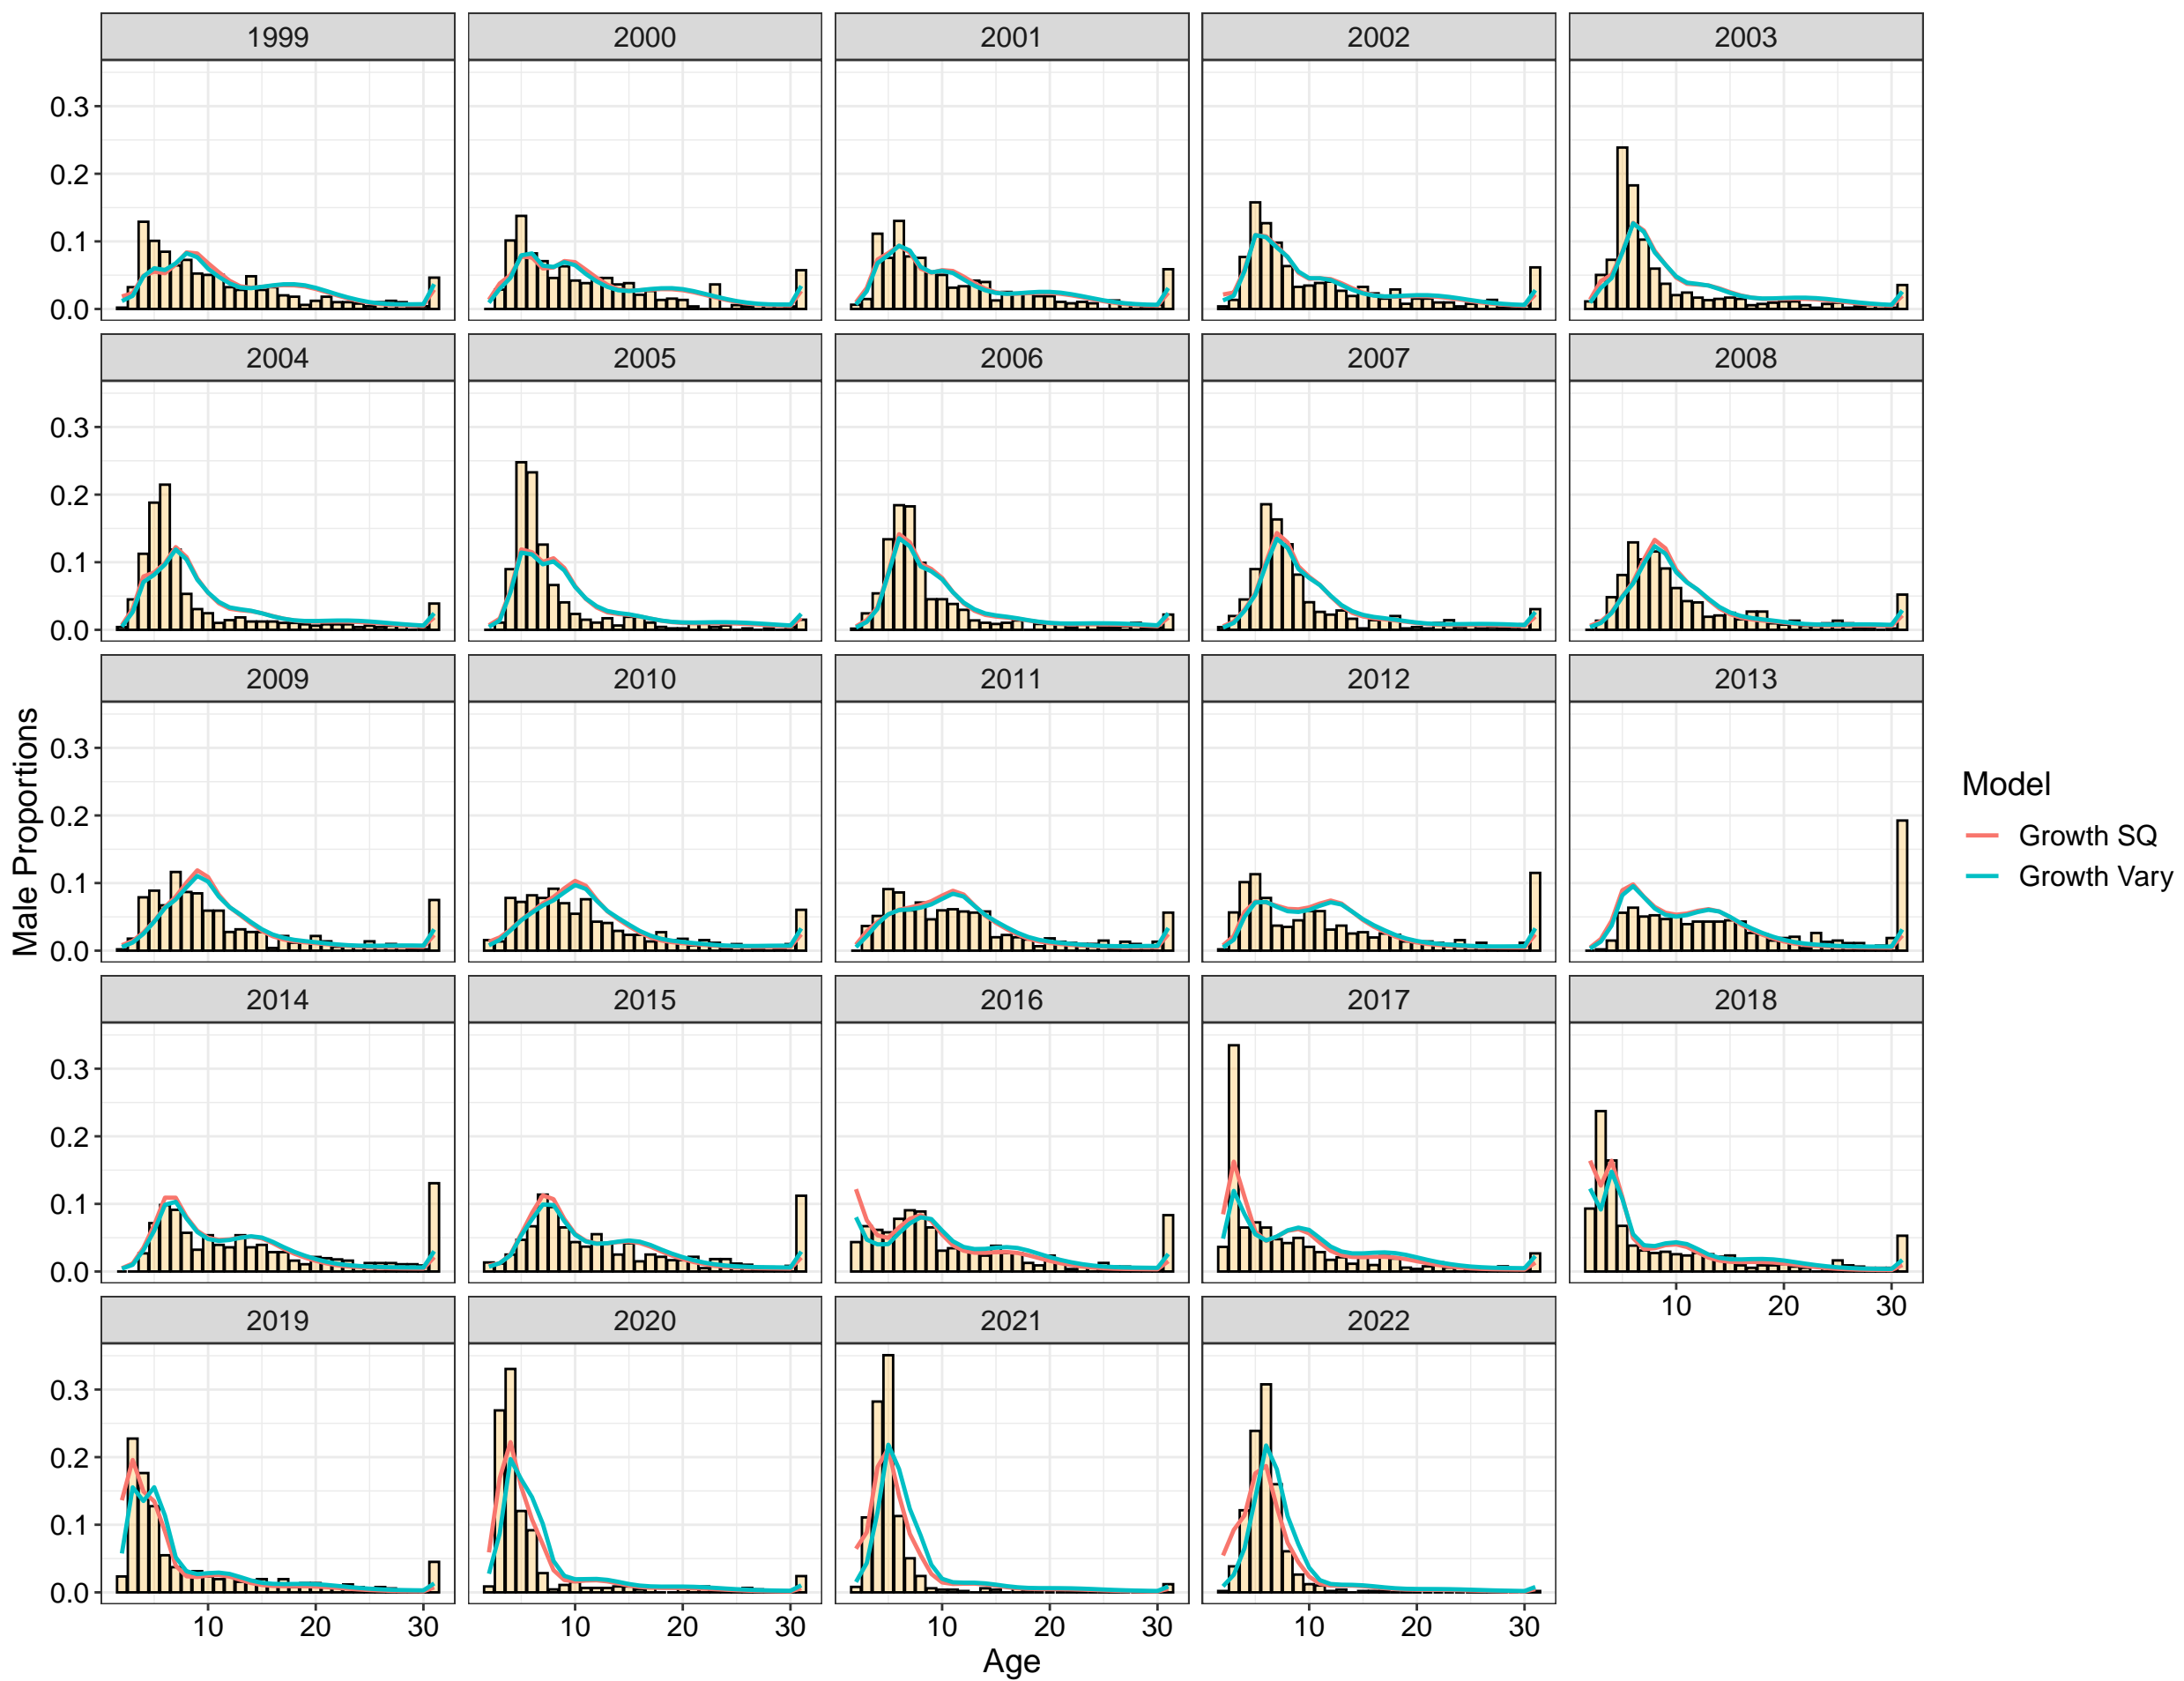 1999 2000 2001 2002 2003
0.3
0.2
0.1
0.0
2004 2005 2006 2007 2008
0.3
0.2
0.1
0.0
2009 2010 2011 2012 2013
0.3
0.2
0.1
0.0
Male Proportions
Model
Growth SQ
Growth Vary
2014 2015 2016 2017 2018
0.3
0.2
0.1
0.0
10 20 30
2019 2020 2021 2022
0.3
0.2
0.1
0.0
10 20 30 10 20 30 10 20 30 10 20 30
Age